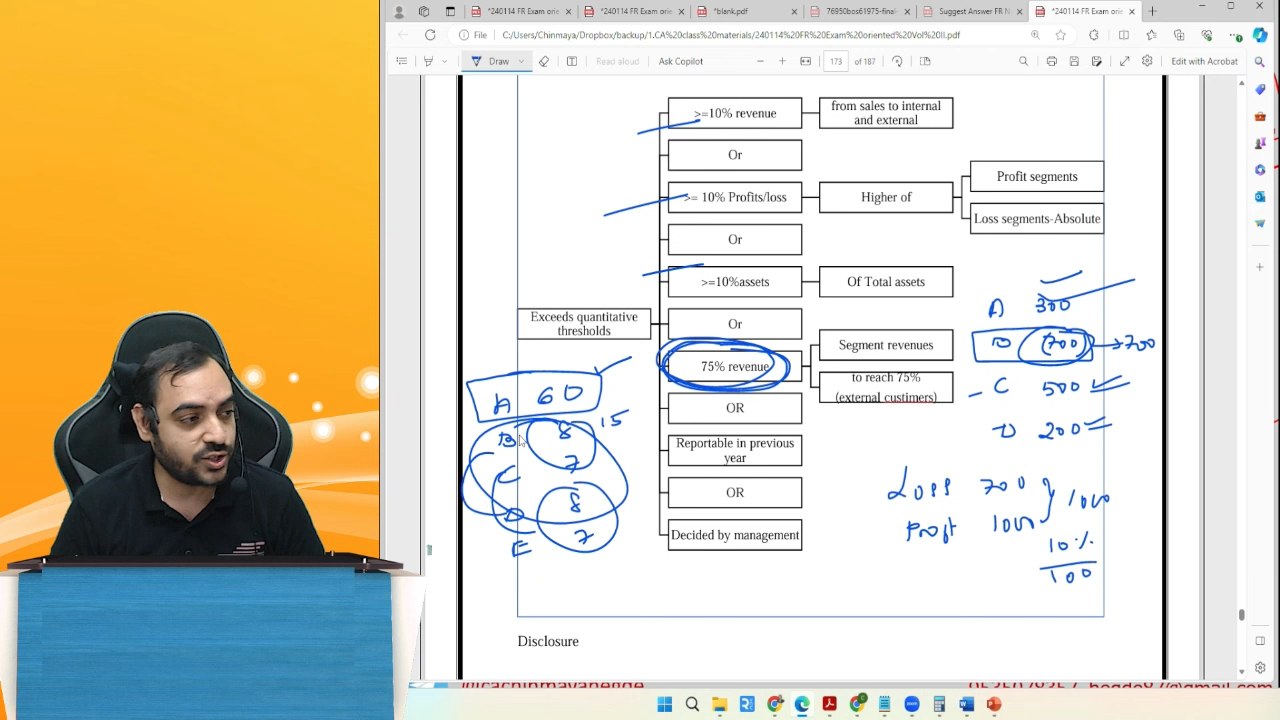 *240114 FR Exam orien
*240114 FR Exam orien
*blank.pdf
76950bos61975-final-
Suggest Answer FR N
*240114 FR Exam orien
File
C:/Users/Chinmaya/Dropbox/backup/1.CA%20class%20materials/240114%20FR%20Exam%20oriented%20Vol%20II.pdf
Draw
Read aloud
Ask Copilot
173 of 187
Edit with Acrobat
>=10% revenue
from sales to internal
and external
Or
>= 10% Profits/loss
Higher of
Profit segments
Loss segments-Absolute
Or
>=10%assets
Of Total assets
Or
Exceeds quantitative
thresholds
75% revenue
Segment revenues
to reach 75%
(external custimers)
OR
Reportable in previous
year
OR
Decided by management
A 300
B (700) → 700
- C 500
D 200
A 60
B 8 15
C 7
D 8
E 7
Loss 700
Profit 1000
1000
10%
100
Disclosure